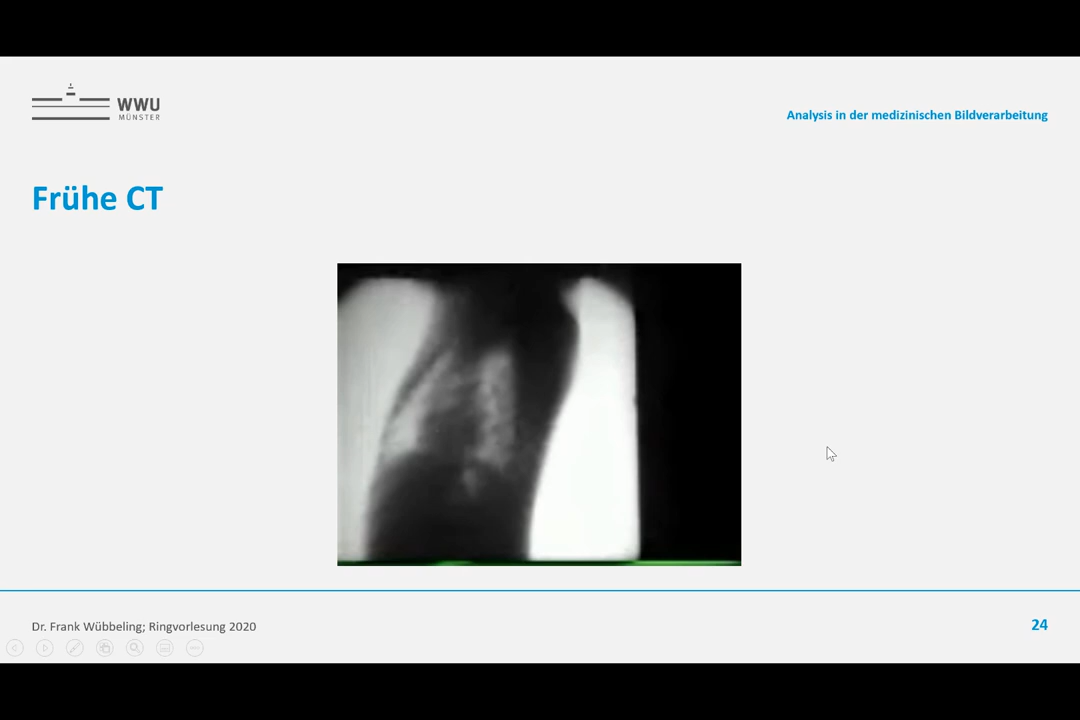 WWU
MÜNSTER
Analysis in der medizinischen Bildverarbeitung
Frühe CT
Dr. Frank Wübbeling; Ringvorlesung 2020
24